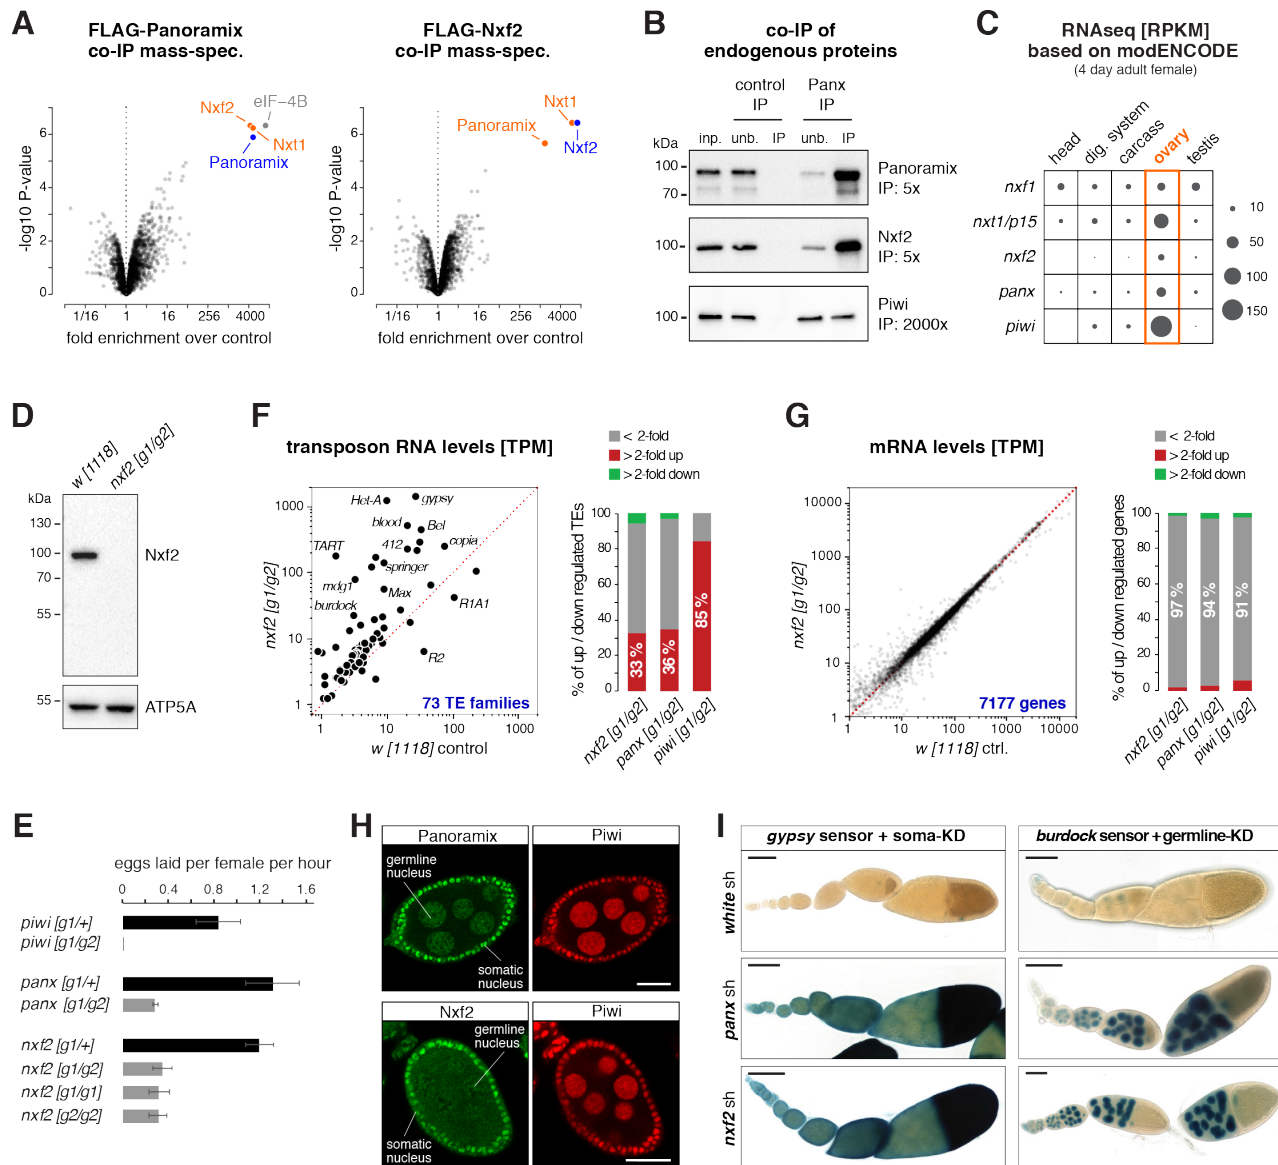 A
FLAG-Panoramix
co-IP mass-spec.
FLAG-Nxf2
co-IP mass-spec.
-log10 P-value
6
4
2
0
Nxf2
eIF-4B
Nxt1
Panoramix
1/16
1
16
256
4000
fold enrichment over control
-log10 P-value
6
4
2
0
Nxt1
Panoramix
Nxf2
1/16
1
16
256
4000
fold enrichment over control
B
co-IP of
endogenous proteins
control
IP
Panx
IP
kDa
inp.
unb.
IP
unb.
IP
100
70
Panoramix
IP: 5x
100
Nxf2
IP: 5x
100
Piwi
IP: 2000x
C
RNAseq [RPKM]
based on modENCODE
(4 day adult female)
head
dig. system
carcass
ovary
testis
nxf1
nxt1/p15
nxf2
panx
piwi
10
50
100
150
D
w [1118]
nxf2 [g1/g2]
kDa
130
100
70
55
Nxf2
55
ATP5A
F
transposon RNA levels [TPM]
< 2-fold
>2-fold up
>2-fold down
nxf2 [g1/g2]
1000
100
10
1
Het-A
gypsy
blood
Bel
TART
412
copia
springer
mdg1
Max
burdock
R1A1
R2
73 TE families
1
10
100
1000
w [1118] control
% of up / down regulated TEs
100
80
60
40
20
0
33 %
36 %
85 %
nxf2 [g1/g2]
panx [g1/g2]
piwi [g1/g2]
G
mRNA levels [TPM]
< 2-fold
>2-fold up
>2-fold down
nxf2 [g1/g2]
10000
1000
100
10
1
7177 genes
1
10
100
1000
10000
w [1118] ctrl.
% of up / down regulated genes
100
80
60
40
20
0
97 %
94 %
91 %
nxf2 [g1/g2]
panx [g1/g2]
piwi [g1/g2]
E
eggs laid per female per hour
0
0.4
0.8
1.2
1.6
piwi [g1/+]
piwi [g1/g2]
panx [g1/+]
panx [g1/g2]
nxf2 [g1/+]
nxf2 [g1/g2]
nxf2 [g1/g1]
nxf2 [g2/g2]
H
Panoramix
Piwi
germline
nucleus
somatic
nucleus
Nxf2
Piwi
germline
nucleus
somatic
nucleus
I
gypsy sensor + soma-KD
burdock sensor + germline-KD
white sh
panx sh
nxf2 sh